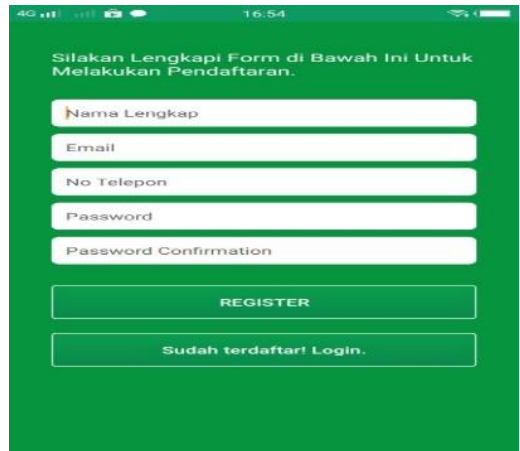 4G 16:54
Silakan Lengkapi Form di Bawah Ini Untuk
Melakukan Pendaftaran.
Nama Lengkap
Email
No Telepon
Password
Password Confirmation
REGISTER
Sudah terdaftar! Login.